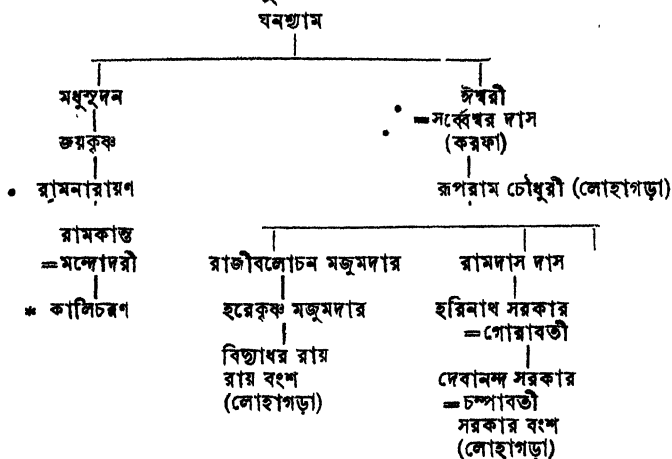 ঘনশ্যাম
মধুসূদন
ঈশ্বরী
=সর্ব্বেশ্বর দাস
(করফা)
জয়কৃষ্ণ
রামনারায়ণ
রূপরাম চৌধুরী (লোহাগড়া)
রামকান্ত
=মন্দোদরী
রাজীবলোচন মজুমদার
রামদাস দাস
* কালিচরণ
হরেকৃষ্ণ মজুমদার
হরিনাথ সরকার
=গোরাবতী
বিদ্যাধর রায়
রায় বংশ
(লোহাগড়া)
দেবানন্দ সরকার
=চম্পাবতী
সরকার বংশ
(লোহাগড়া)